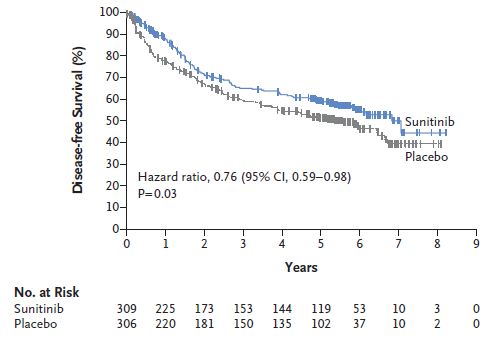 100
90
80
70
60
50
40
30
20
10
0
Disease-free Survival (%)
Sunitinib
Placebo
Hazard ratio, 0.76 (95% CI, 0.59–0.98)
P=0.03
0 1 2 3 4 5 6 7 8 9
Years
No. at Risk
Sunitinib 309 225 173 153 144 119 53 10 3 0
Placebo 306 220 181 150 135 102 37 10 2 0